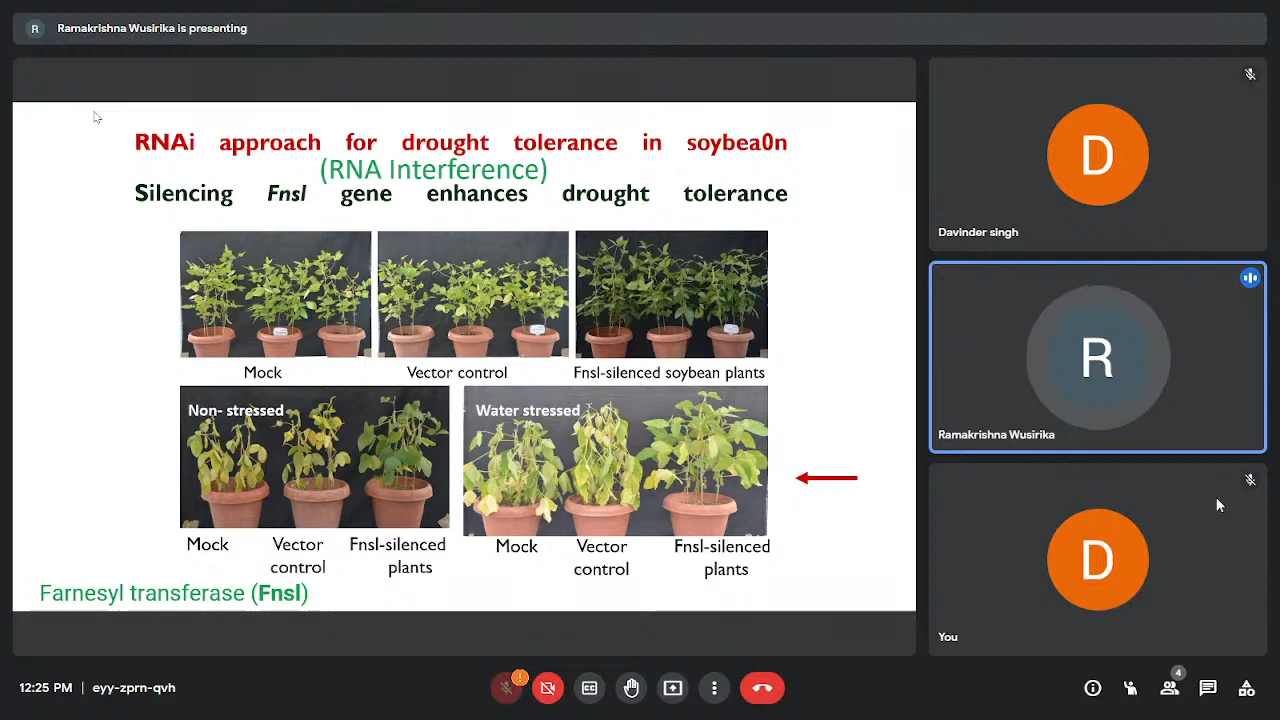 R
Ramakrishna Wusirika is presenting
RNAi approach for drought tolerance in soybea0n
(RNA Interference)
Silencing Fnsl gene enhances drought tolerance
Mock
Vector control
Fnsl-silenced soybean plants
Non- stressed
Water stressed
Mock
Vector control
Fnsl-silenced plants
Mock
Vector control
Fnsl-silenced plants
Farnesyl transferase (Fnsl)
D
Davinder singh
R
Ramakrishna Wusirika
D
You
12:25 PM | eyy-zprn-qvh
4